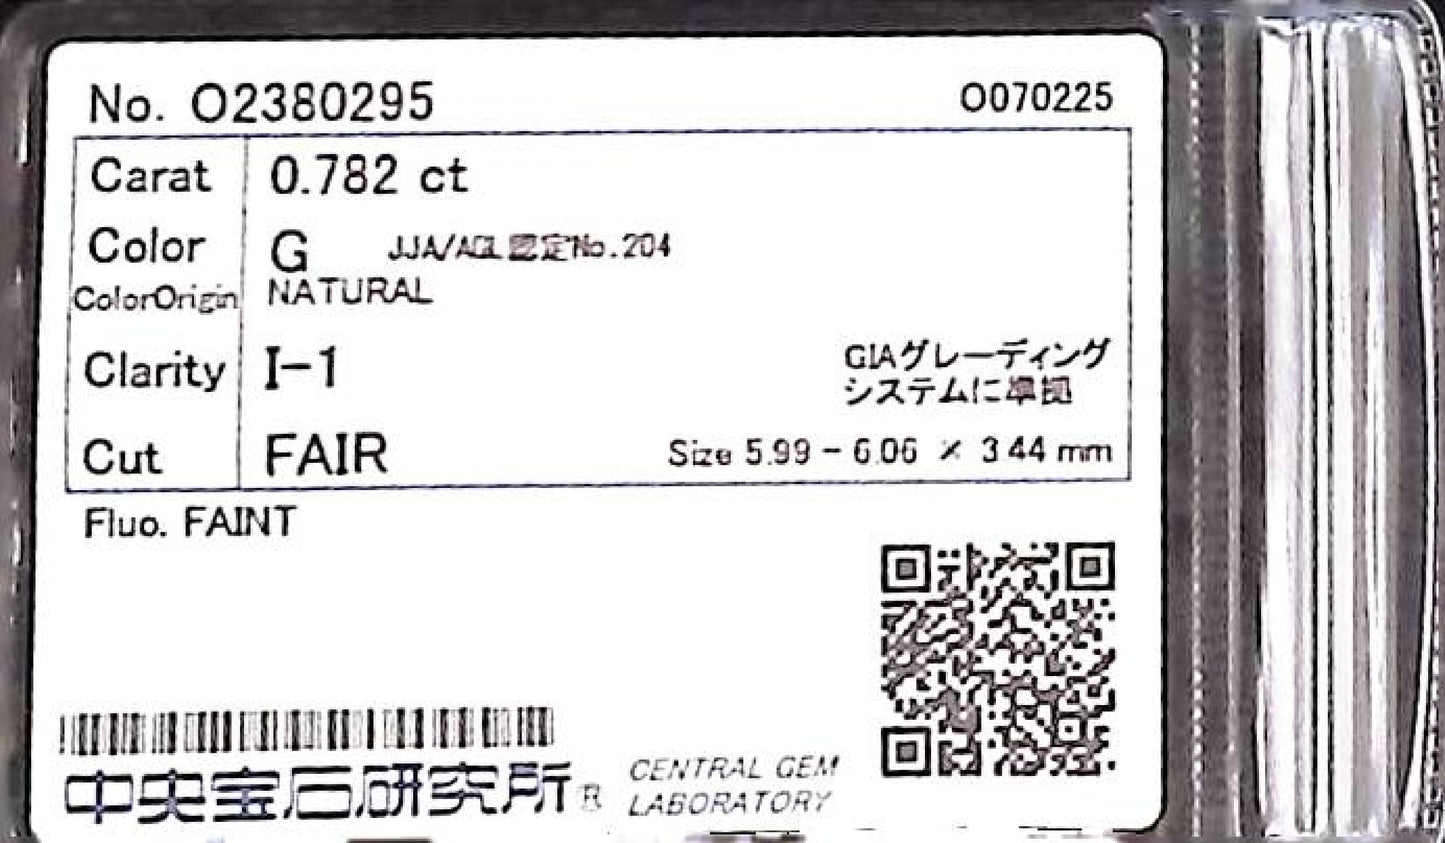 No. O2380295
O070225
Carat 0.782 ct
Color G JJA/AGL認定No.204
ColorOrigin NATURAL
Clarity I-1
GIAグレーディング
システムに準拠
Cut FAIR Size 5.99 - 6.06 × 3.44 mm
Fluo. FAINT
中央宝石研究所® CENTRAL GEM
LABORATORY